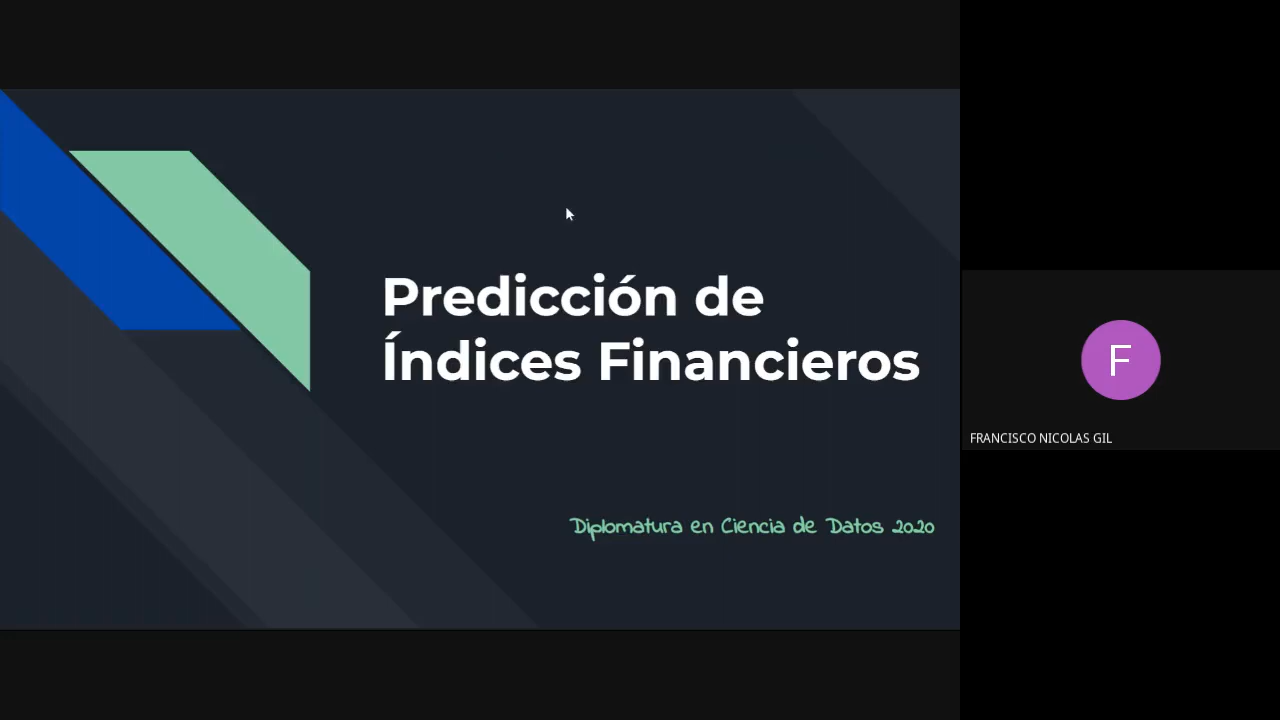 Predicción de
Índices Financieros
Diplomatura en Ciencia de Datos 2020
F
FRANCISCO NICOLAS GIL